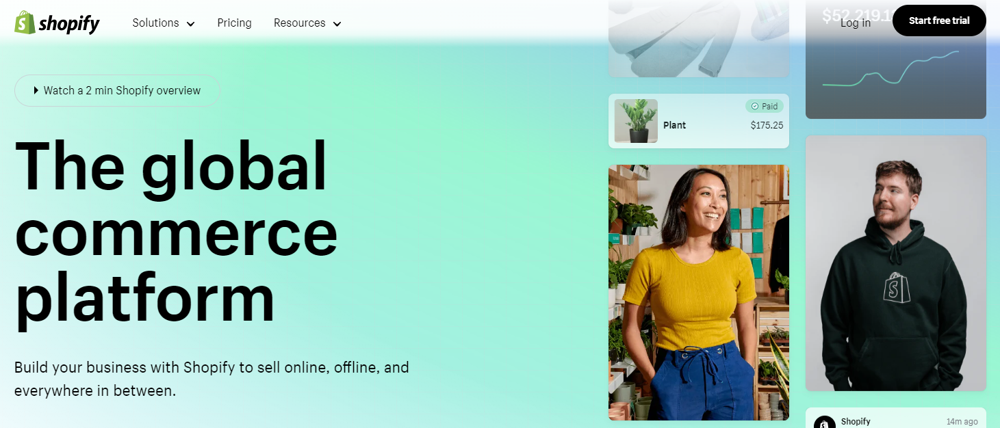 shopify
Solutions
Pricing
Resources
Log in
Start free trial
Watch a 2 min Shopify overview
The global
commerce
platform
Build your business with Shopify to sell online, offline, and
everywhere in between.
$52,219.1
Paid
Plant
$175.25
Shopify
14m ago